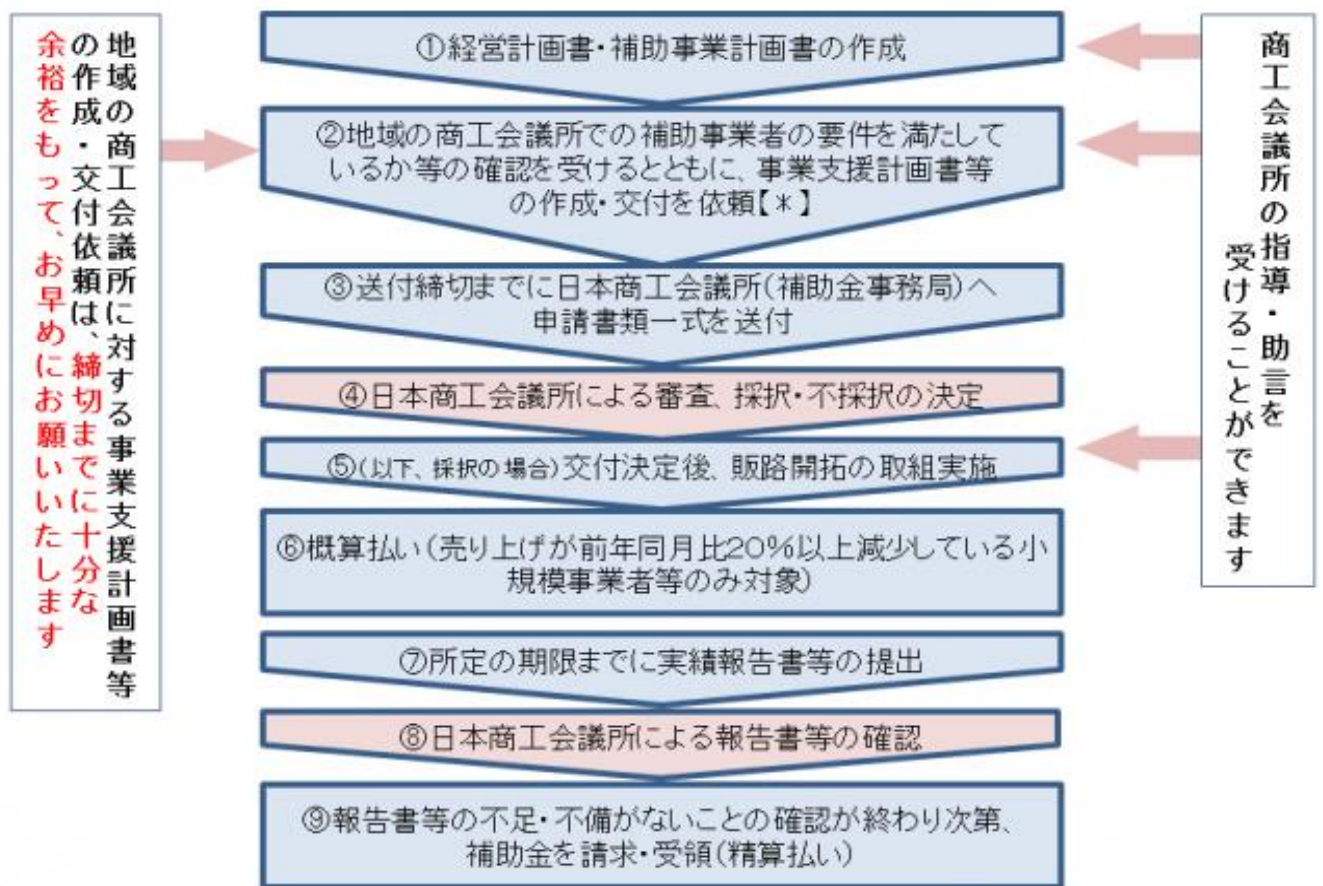 地域の商工会議所に対する事業支援計画書等
の作成・交付依頼は、締切までに十分な
余裕をもって、お早めにお願いいたします
①経営計画書・補助事業計画書の作成
②地域の商工会議所での補助事業者の要件を満たして
いるか等の確認を受けるとともに、事業支援計画書等
の作成・交付を依頼【＊】
③送付締切までに日本商工会議所(補助金事務局)へ
申請書類一式を送付
④日本商工会議所による審査、採択・不採択の決定
⑤(以下、採択の場合)交付決定後、販路開拓の取組実施
⑥概算払い(売り上げが前年同月比20%以上減少している小
規模事業者等のみ対象)
⑦所定の期限までに実績報告書等の提出
⑧日本商工会議所による報告書等の確認
⑨報告書等の不足・不備がないことの確認が終わり次第、
補助金を請求・受領(精算払い)
商工会議所の指導・助言を
受けることができます